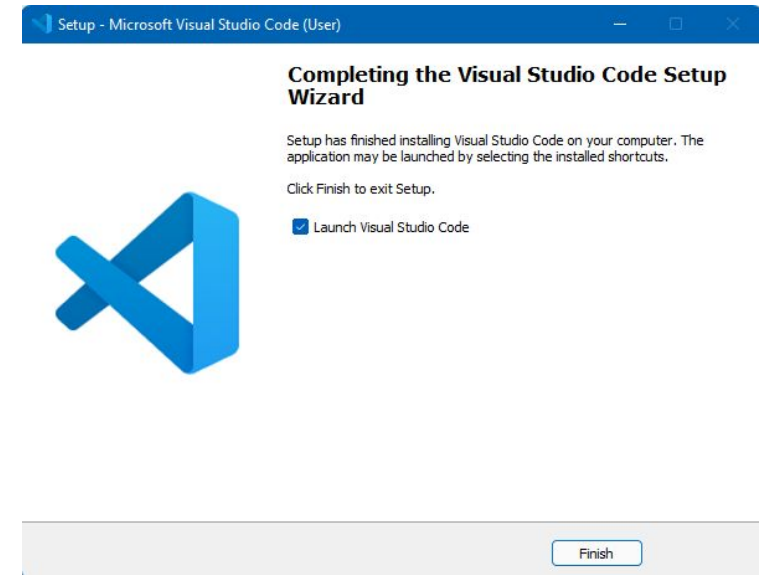 Setup - Microsoft Visual Studio Code (User)
Completing the Visual Studio Code Setup
Wizard
Setup has finished installing Visual Studio Code on your computer. The
application may be launched by selecting the installed shortcuts.
Click Finish to exit Setup.
Launch Visual Studio Code
Finish